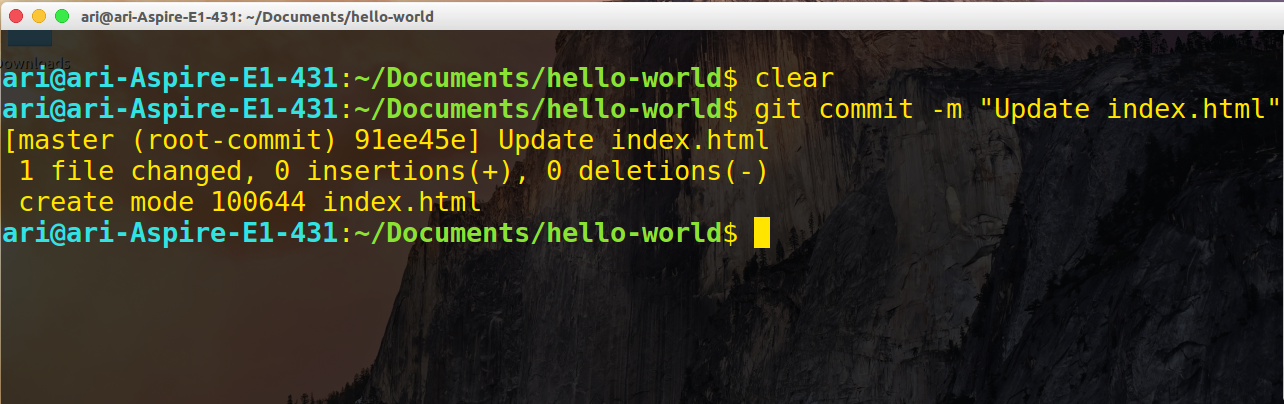 ari@ari-Aspire-E1-431: ~/Documents/hello-world
Downloads
ari@ari-Aspire-E1-431:~/Documents/hello-world$ clear
ari@ari-Aspire-E1-431:~/Documents/hello-world$ git commit -m "Update index.html"
[master (root-commit) 91ee45e] Update index.html
 1 file changed, 0 insertions(+), 0 deletions(-)
 create mode 100644 index.html
ari@ari-Aspire-E1-431:~/Documents/hello-world$